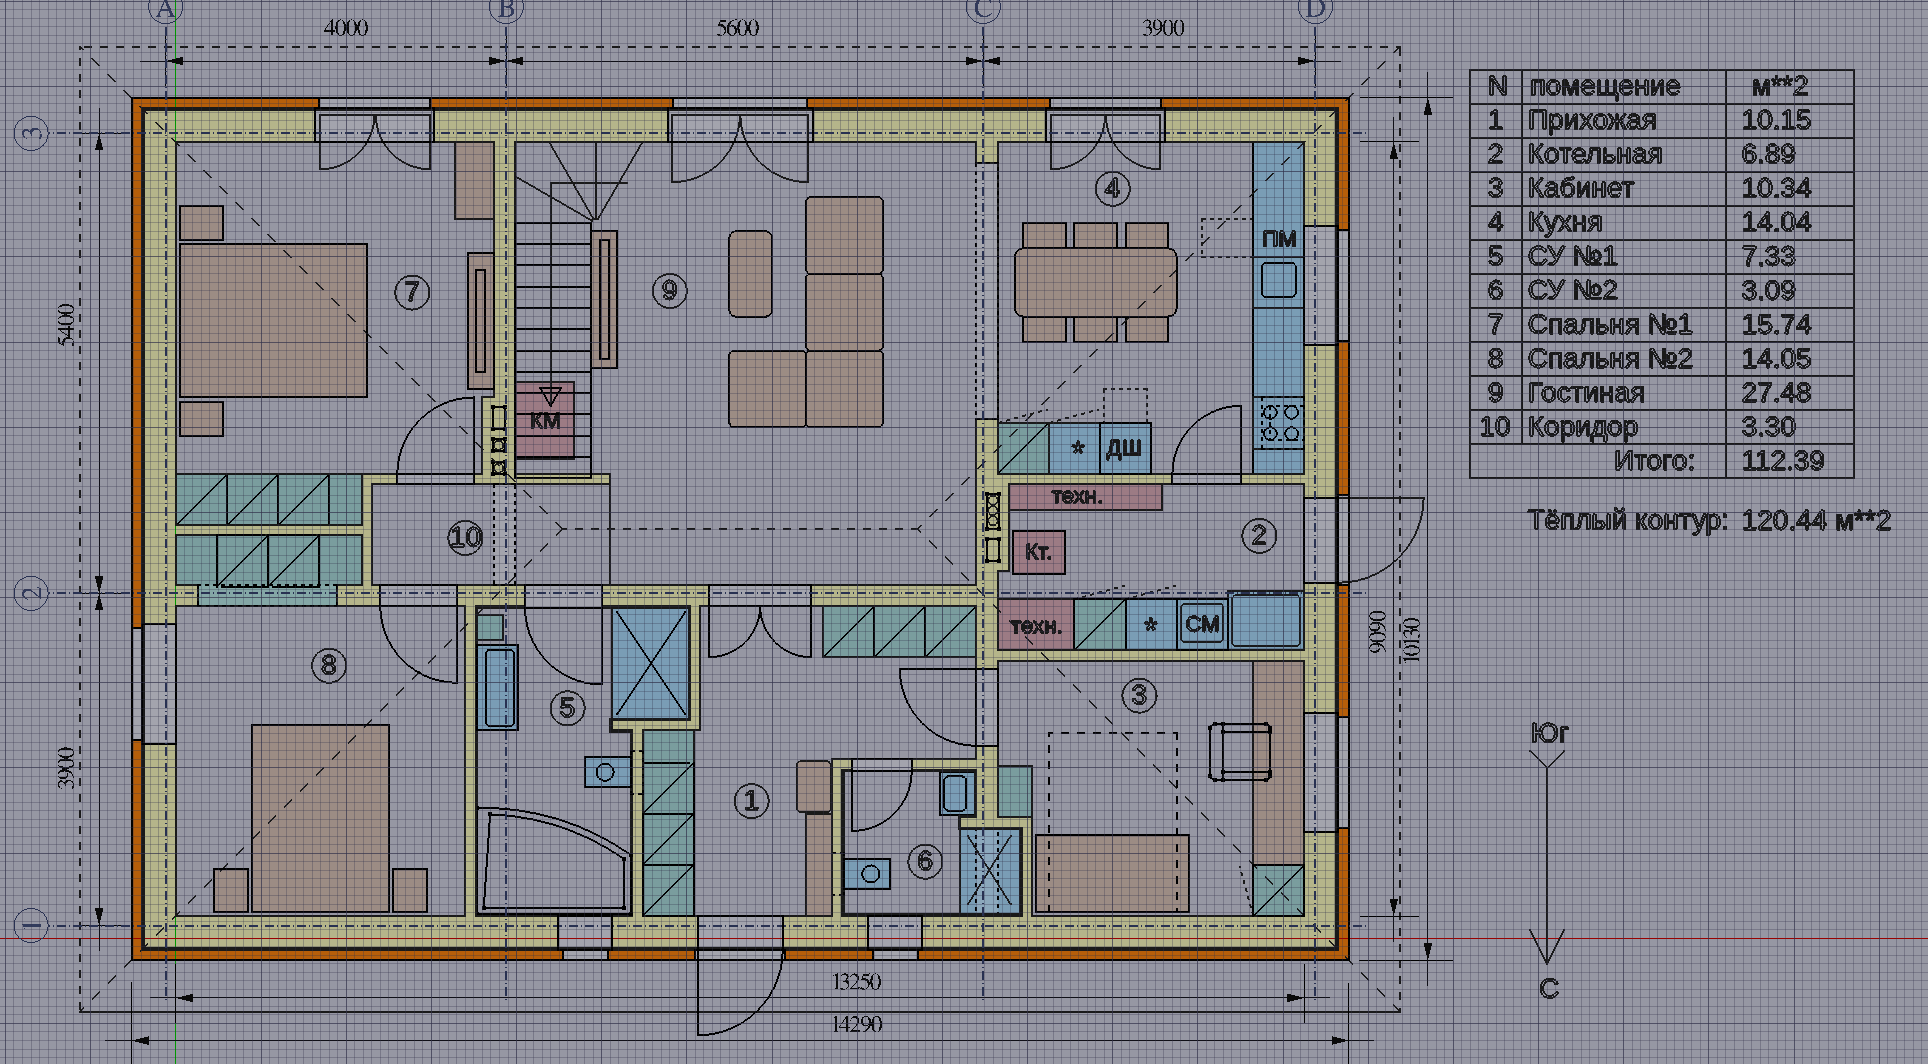 A B C D
4000 5600 3900
N помещение м**2
1 Прихожая 10.15
2 Котельная 6.89
3 Кабинет 10.34
4 Кухня 14.04
5 СУ №1 7.33
6 СУ №2 3.09
7 Спальня №1 15.74
8 Спальня №2 14.05
9 Гостиная 27.48
10 Коридор 3.30
Итого: 112.39
Тёплый контур: 120.44 м**2
3
4
ПМ
7
9
5400
КМ
* ДШ
техн.
10
2
Кт.
2
техн. * СМ
9090
10130
8
3
5
Юг
3900
1
6
1
13250
С
14290